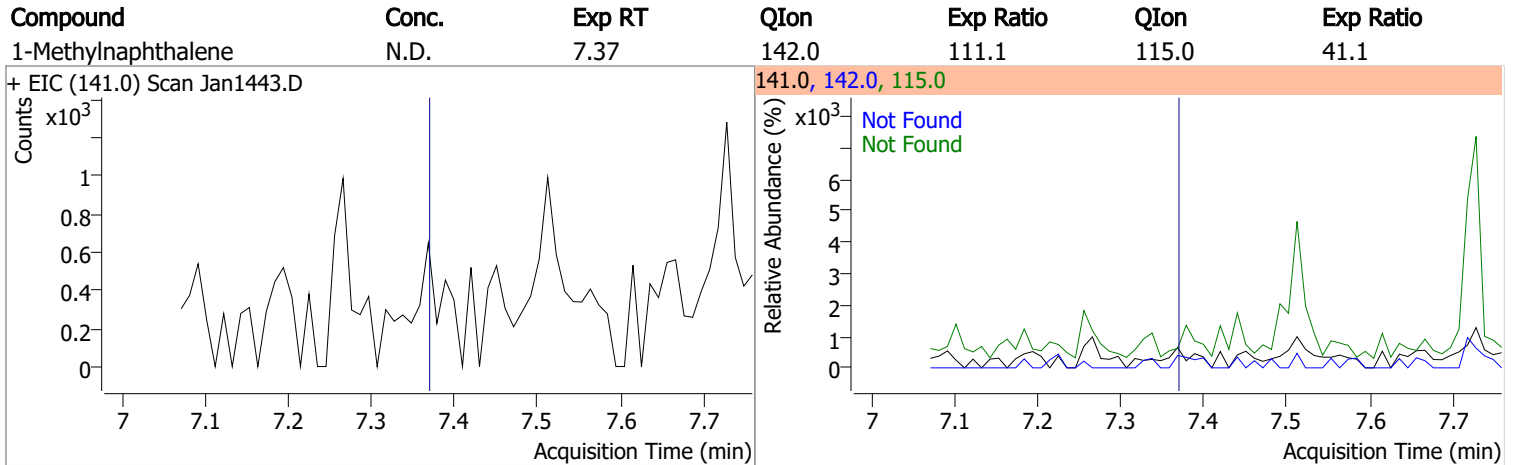 Compound Conc. Exp RT QIon Exp Ratio QIon Exp Ratio
1-Methylnaphthalene N.D. 7.37 142.0 111.1 115.0 41.1
+ EIC (141.0) Scan Jan1443.D
Counts
x10³
1
0.8
0.6
0.4
0.2
0
7 7.1 7.2 7.3 7.4 7.5 7.6 7.7
Acquisition Time (min)
141.0, 142.0, 115.0
Relative Abundance (%)
x10³
Not Found
Not Found
6
5
4
3
2
1
0
7 7.1 7.2 7.3 7.4 7.5 7.6 7.7
Acquisition Time (min)